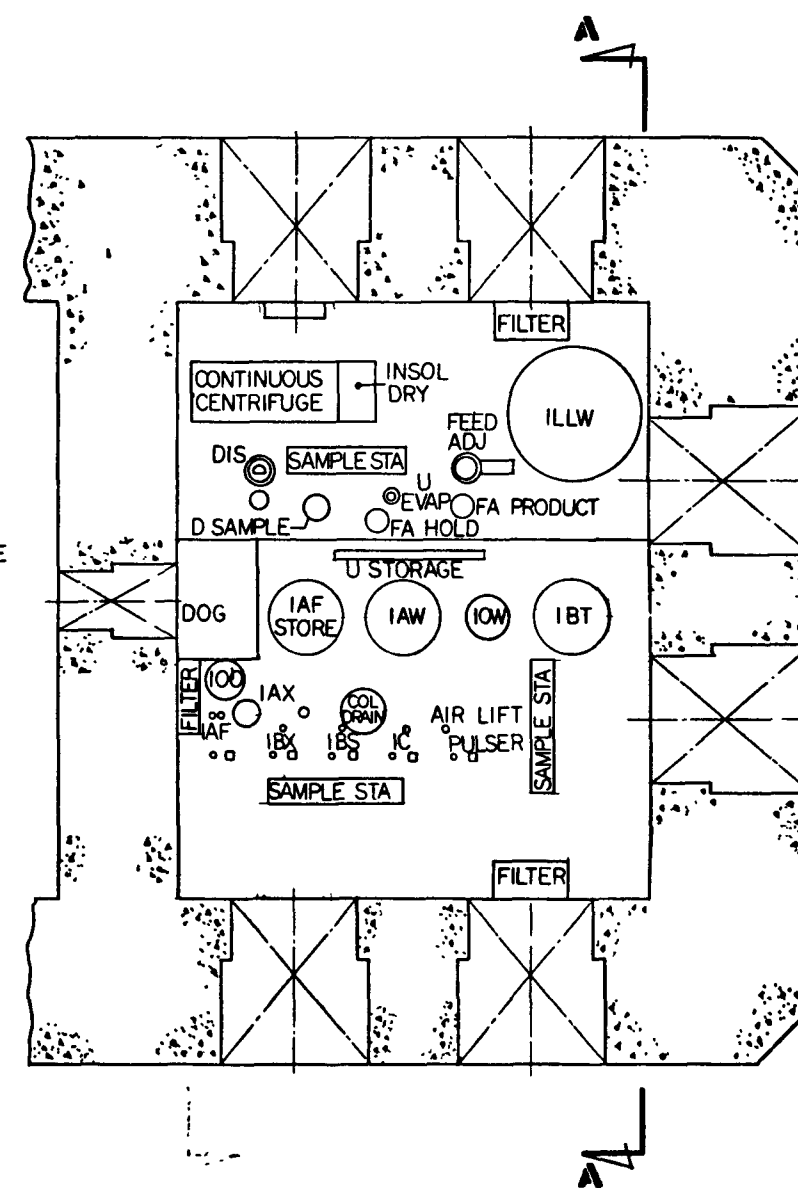 A
FILTER
CONTINUOUS
CENTRIFUGE
INSOL
DRY
ILLW
FEED
ADJ
DIS
SAMPLE STA
U
EVAP
FA PRODUCT
D SAMPLE
FA HOLD
E
U STORAGE
DOG
IAF
STORE
IAW
IOW
IBT
FILTER
IOD
IAX
COL
DRAIN
AIR LIFT
SAMPLE STA
IAF
IBX
IBS
IC
PULSER
SAMPLE STA
FILTER
A